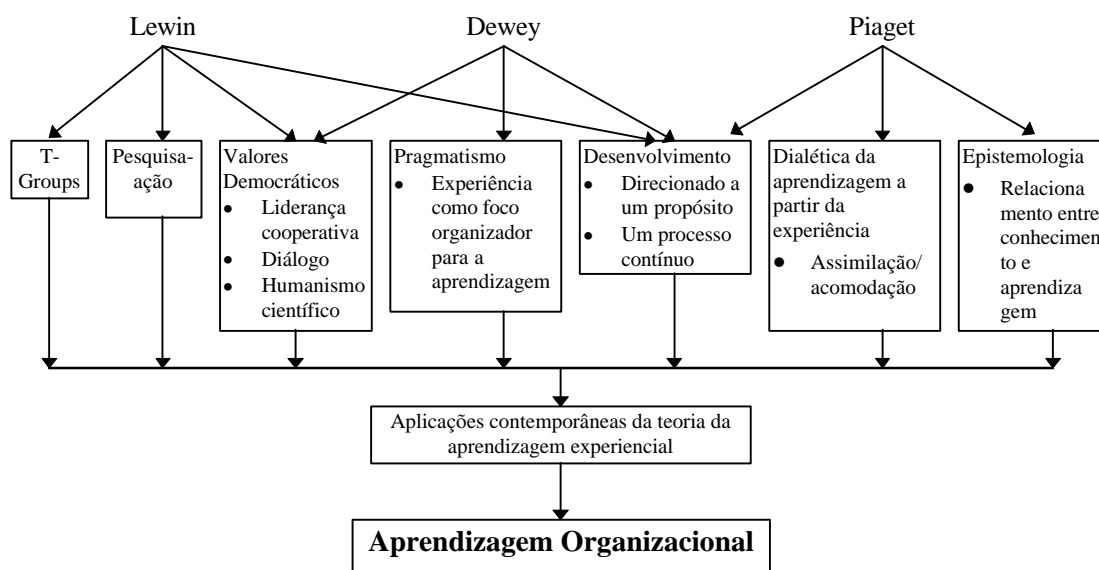 Lewin
Dewey
Piaget
T-
Groups
Pesquisa-
ação
Valores
Democráticos
• Liderança
cooperativa
• Diálogo
• Humanismo
científico
Pragmatismo
• Experiência
como foco
organizador
para a
aprendizagem
Desenvolvimento
• Direcionado a
um propósito
• Um processo
contínuo
Dialética da
aprendizagem a
partir da
experiência
• Assimilação/
acomodação
Epistemologia
• Relaciona
mento entre
conhecimen
to e
aprendiza
gem
Aplicações contemporâneas da teoria da
aprendizagem experiencial
Aprendizagem Organizacional